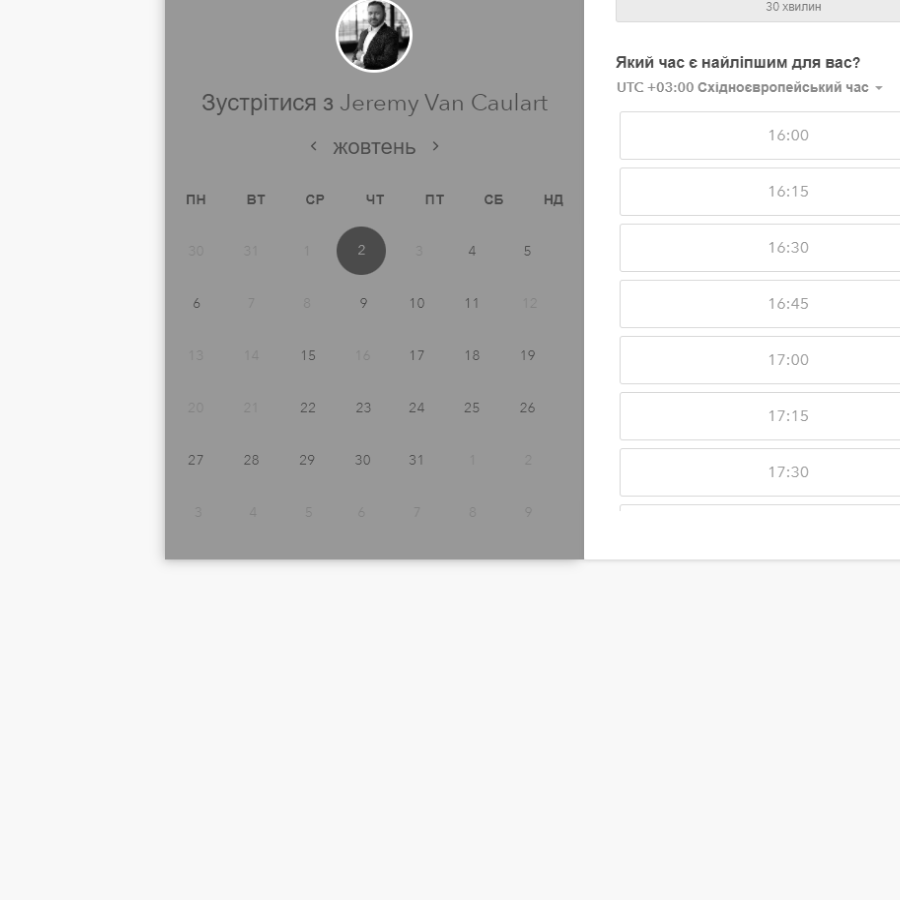 Зустрітися з Jeremy Van Caulart
жовтень
ПН ВТ СР ЧТ ПТ СБ НД
30 31 1 2 3 4 5
6 7 8 9 10 11 12
13 14 15 16 17 18 19
20 21 22 23 24 25 26
27 28 29 30 31 1 2
3 4 5 6 7 8 9
30 хвилин
Який час є найліпшим для вас?
UTC +03:00 Східноєвропейський час
16:00
16:15
16:30
16:45
17:00
17:15
17:30